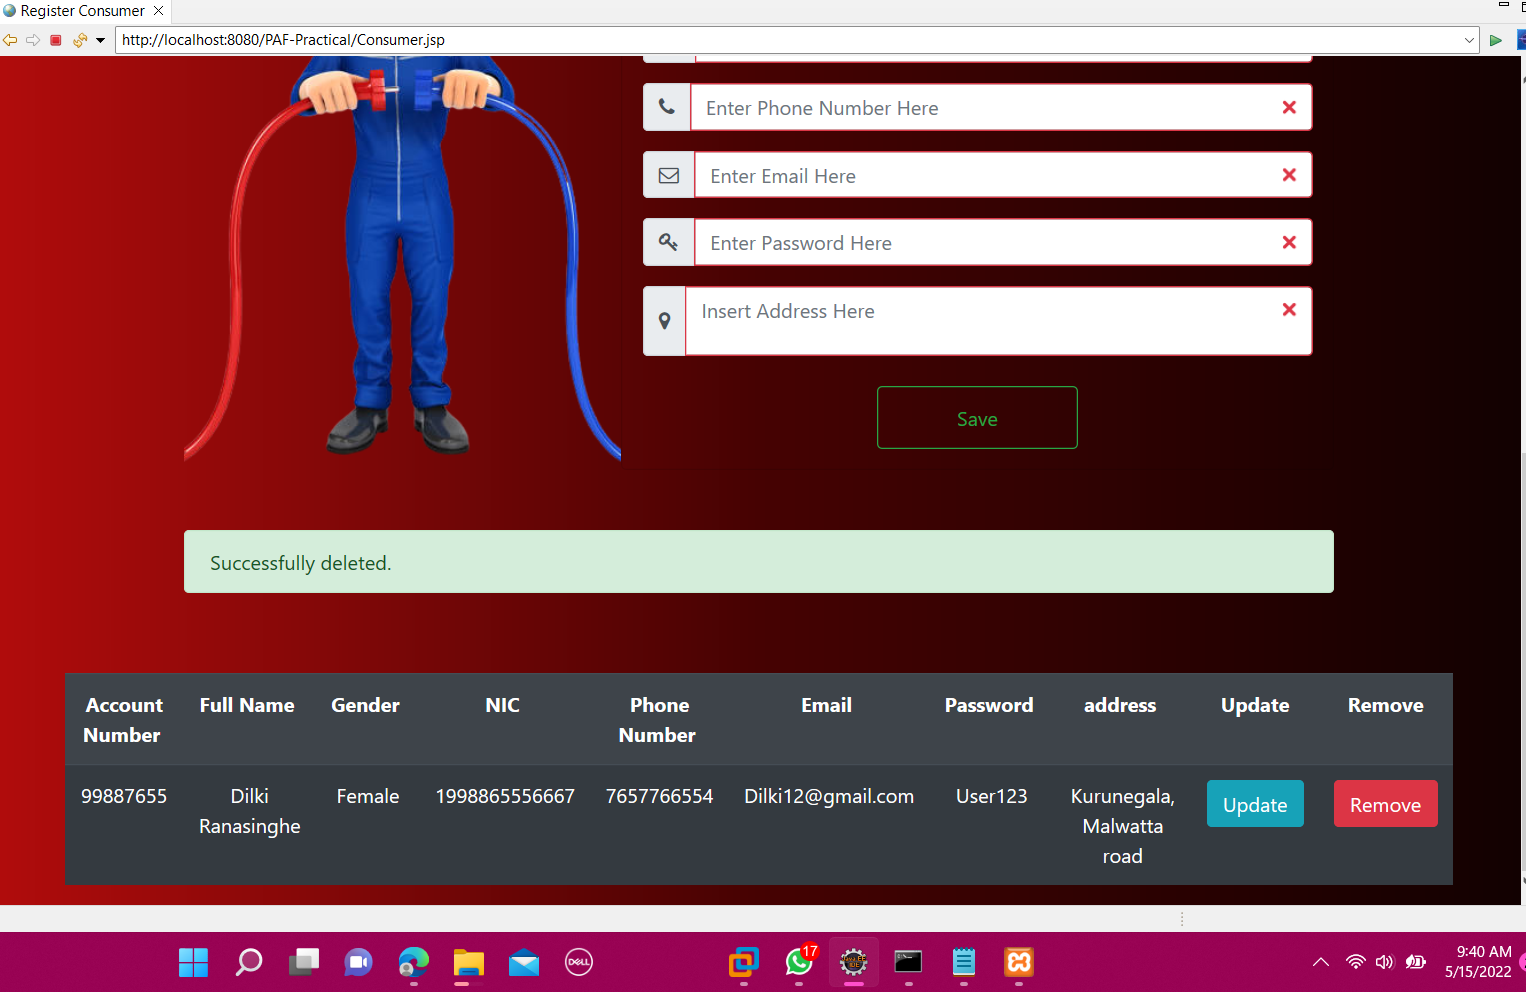 Register Consumer
http://localhost:8080/PAF-Practical/Consumer.jsp
Enter Phone Number Here
Enter Email Here
Enter Password Here
Insert Address Here
Save
Successfully deleted.
Account Number Full Name Gender NIC Phone Number Email Password address Update Remove
99887655 Dilki Ranasinghe Female 1998865556667 7657766554 Dilki12@gmail.com User123 Kurunegala, Malwatta road Update Remove
DELL
17
9:40 AM
5/15/2022